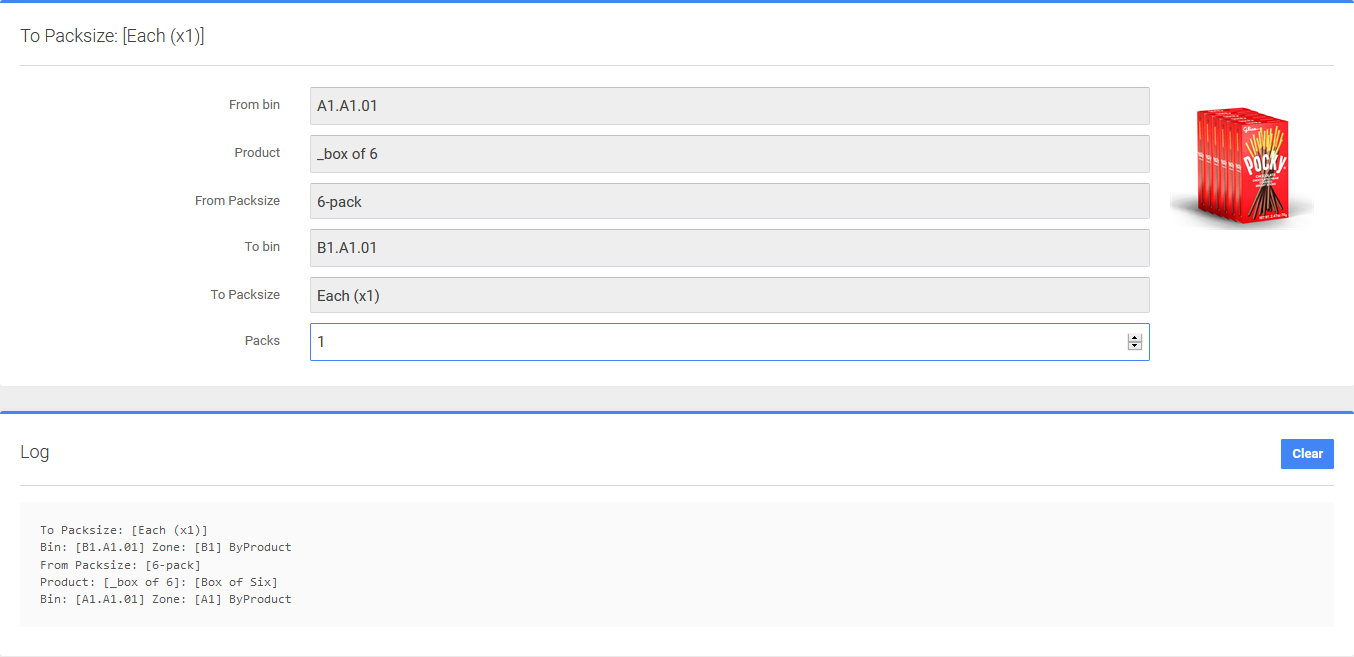 To Packsize: [Each (x1)]
From bin
A1.A1.01
Product
_box of 6
From Packsize
6-pack
To bin
B1.A1.01
To Packsize
Each (x1)
Packs
1
Glico
POCKY
CHOCOLATE
Log
Clear
To Packsize: [Each (x1)]
Bin: [B1.A1.01] Zone: [B1] ByProduct
From Packsize: [6-pack]
Product: [_box of 6]: [Box of Six]
Bin: [A1.A1.01] Zone: [A1] ByProduct